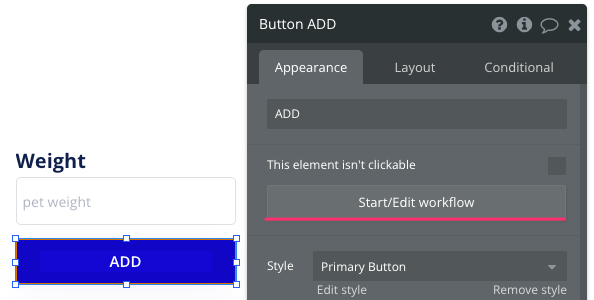 Button ADD
Appearance Layout Conditional
ADD
This element isn't clickable
Start/Edit workflow
Style Primary Button
Edit style Remove style
Weight
pet weight
ADD